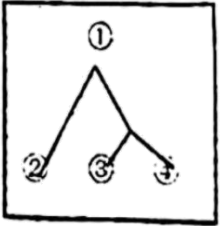 ①
② ③ ④